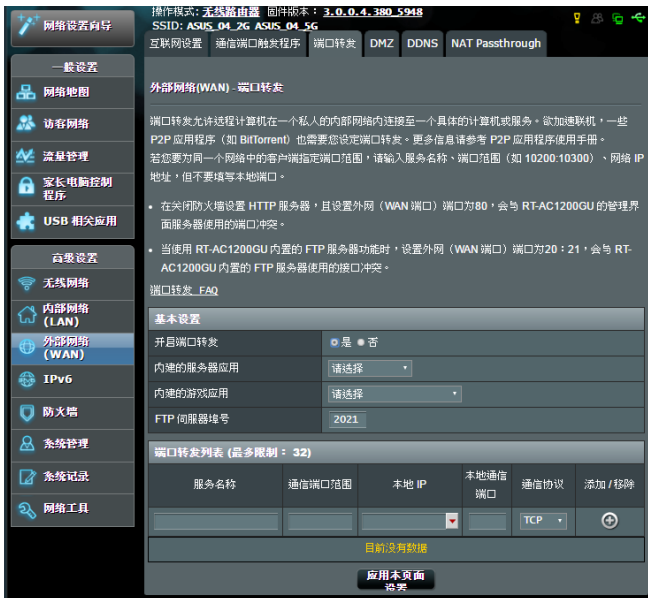 网络设置向导
一般设置
网络地图
访客网络
流量管理
家长电脑控制
程序
USB 相关应用
高级设置
无线网络
内部网络
(LAN)
外部网络
(WAN)
IPv6
防火墙
系统管理
系统记录
网络工具
操作模式: 无线路由器 固件版本: 3.0.0.4.380_5948
SSID: ASUS_04_2G ASUS_04_5G
互联网设置 通信端口触发程序 端口转发 DMZ DDNS NAT Passthrough
外部网络(WAN) - 端口转发
端口转发允许远程计算机在一个私人的内部网络内连接至一个具体的计算机或服务。欲加速联机，一些
P2P 应用程序（如 BitTorrent）也需要您设定端口转发。更多信息请参考 P2P 应用程序使用手册。
若您要为同一个网络中的客户端指定端口范围，请输入服务名称、端口范围（如 10200:10300）、网络 IP
地址，但不要填写本地端口。
• 在关闭防火墙设置 HTTP 服务器，且设置外网（WAN 端口）端口为80，会与 RT-AC1200GU 的管理界
面服务器使用的端口冲突。
• 当使用 RT-AC1200GU 内置的 FTP 服务器功能时，设置外网（WAN 端口）端口为20：21，会与 RT-
AC1200GU 内置的 FTP 服务器使用的接口冲突。
端口转发 FAQ
基本设置
开启端口转发 是 否
内建的服务器应用 请选择
内建的游戏应用 请选择
FTP 伺服器埠号 2021
端口转发列表 (最多限制： 32)
服务名称 通信端口范围 本地 IP 本地通信
端口 通信协议 添加 / 移除
TCP
目前没有数据
应用本页面
设置